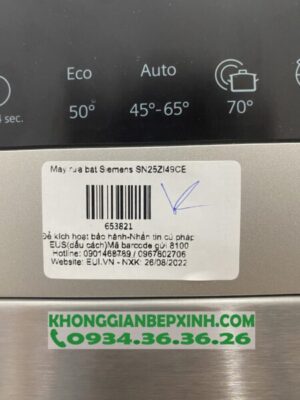 4 sec.
Eco
Auto
50°
45°-65°
70°
Máy rửa bát Siemens SN25ZI49CE
653821
Để kích hoạt bảo hành-Nhắn tin cú pháp
EUS(dấu cách)Mã barcode gửi 8100
Hotline: 0901468769 / 0967802706
Website: EUI.VN - NXK: 26/08/2022
KHONGGIANBEPXINH.COM
0934.36.36.26